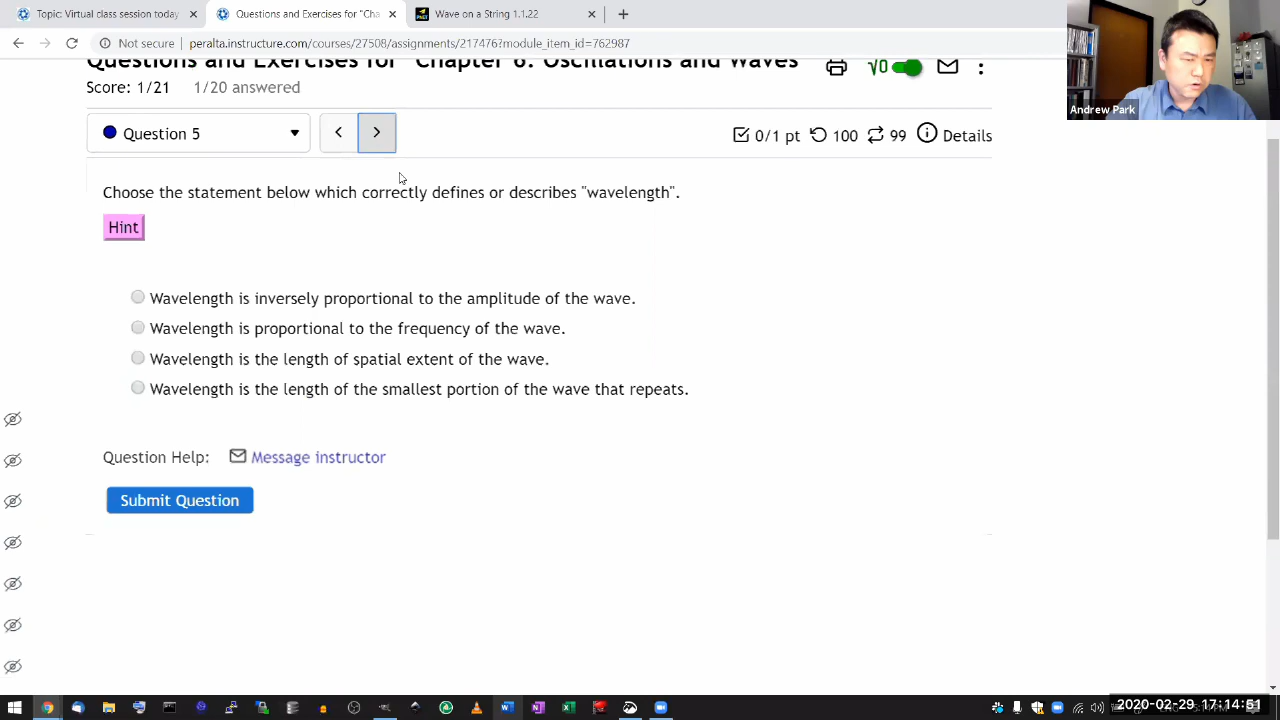 Topic: Virtual class session today
Questions and Exercises for "Cha
Wave on a String 1.1.22
Not secure
peralta.instructure.com/courses/27508/assignments/217476?module_item_id=762987
Questions and Exercises for "Chapter 6: Oscillations and Waves
√0
Andrew Park
Score: 1/21 1/20 answered
Question 5
0/1 pt 100 99 Details
Choose the statement below which correctly defines or describes "wavelength".
Hint
Wavelength is inversely proportional to the amplitude of the wave.
Wavelength is proportional to the frequency of the wave.
Wavelength is the length of spatial extent of the wave.
Wavelength is the length of the smallest portion of the wave that repeats.
Question Help: Message instructor
Submit Question
2020-02-29 17:14:51